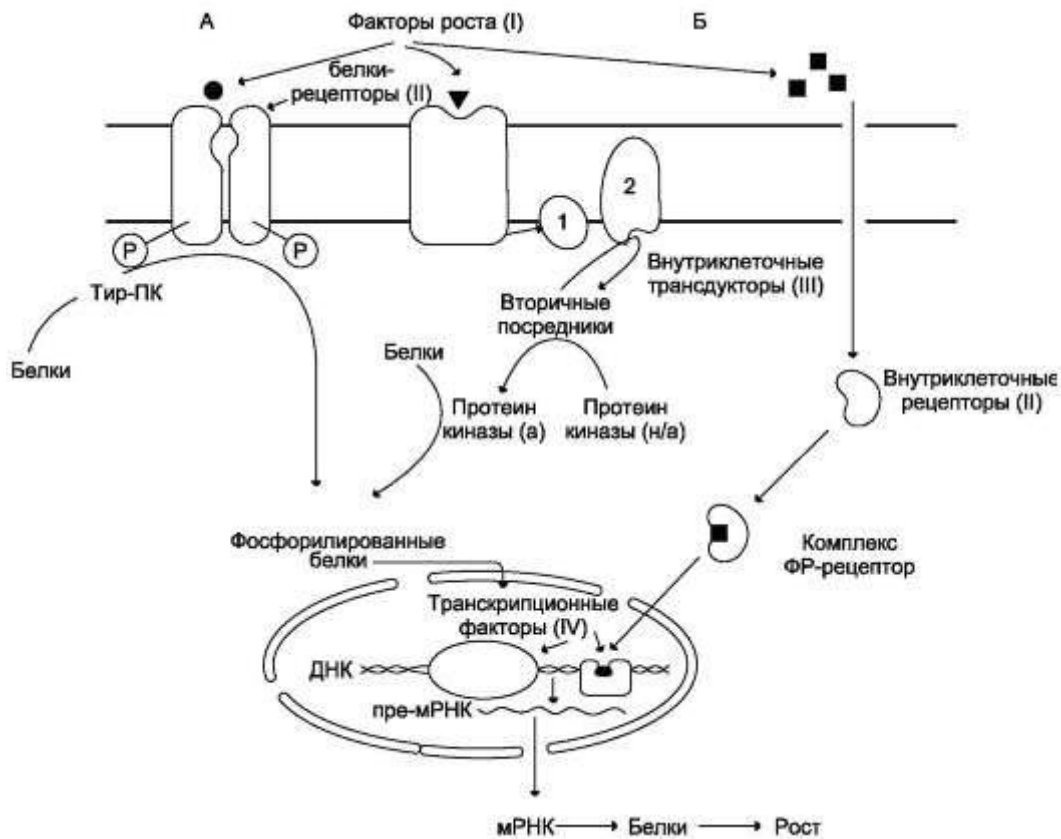 А
Факторы роста (I)
Б
белки-
рецепторы (II)
2
1
P
P
Тир-ПК
Внутриклеточные
трансдукторы (III)
Вторичные
посредники
Белки
Белки
Протеин
киназы (а)
Протеин
киназы (н/а)
Внутриклеточные
рецепторы (II)
Фосфорилированные
белки
Комплекс
ФР-рецептор
Транскрипционные
факторы (IV)
ДНК
пре-мРНК
мРНК
Белки
Рост